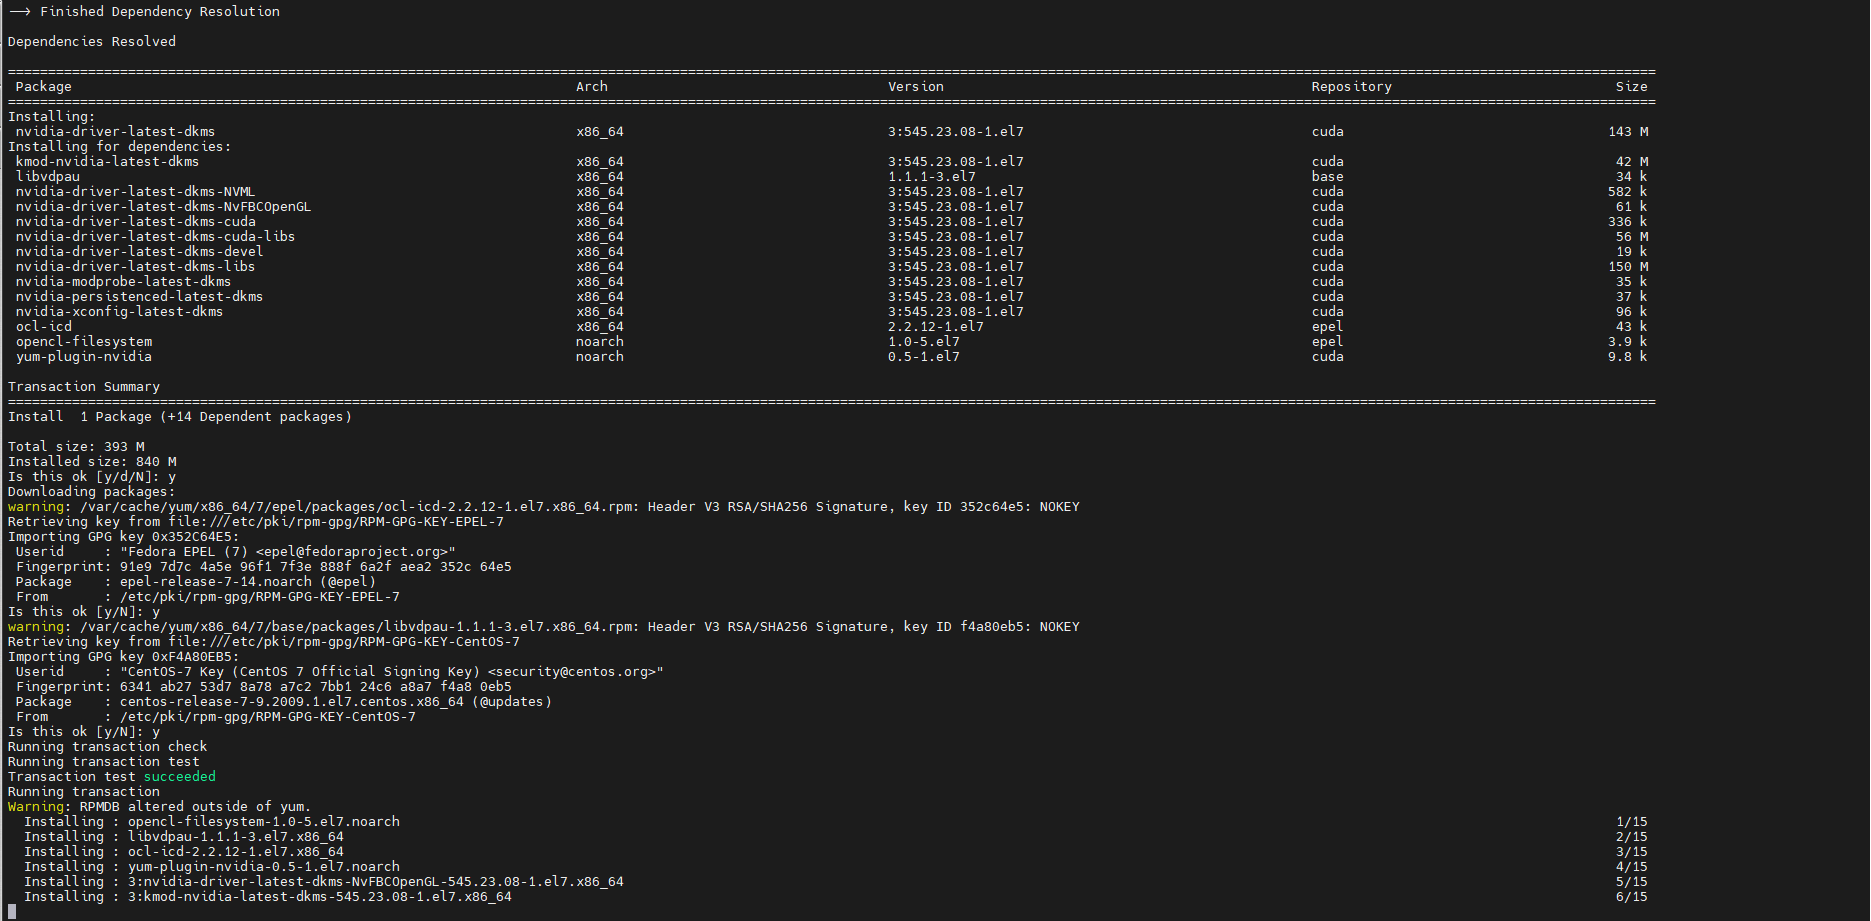 --> Finished Dependency Resolution
Dependencies Resolved
================================================================================
Package Arch Version Repository Size
================================================================================
Installing:
nvidia-driver-latest-dkms x86_64 3:545.23.08-1.el7 cuda 143 M
Installing for dependencies:
kmod-nvidia-latest-dkms x86_64 3:545.23.08-1.el7 cuda 42 M
libvdpau x86_64 1.1.1-3.el7 base 34 k
nvidia-driver-latest-dkms-NVML x86_64 3:545.23.08-1.el7 cuda 582 k
nvidia-driver-latest-dkms-NvFBCOpenGL x86_64 3:545.23.08-1.el7 cuda 61 k
nvidia-driver-latest-dkms-cuda x86_64 3:545.23.08-1.el7 cuda 336 k
nvidia-driver-latest-dkms-cuda-libs x86_64 3:545.23.08-1.el7 cuda 56 M
nvidia-driver-latest-dkms-devel x86_64 3:545.23.08-1.el7 cuda 19 k
nvidia-driver-latest-dkms-libs x86_64 3:545.23.08-1.el7 cuda 150 M
nvidia-modprobe-latest-dkms x86_64 3:545.23.08-1.el7 cuda 35 k
nvidia-persistenced-latest-dkms x86_64 3:545.23.08-1.el7 cuda 37 k
nvidia-xconfig-latest-dkms x86_64 3:545.23.08-1.el7 cuda 96 k
ocl-icd x86_64 2.2.12-1.el7 epel 43 k
opencl-filesystem noarch 1.0-5.el7 epel 3.9 k
yum-plugin-nvidia noarch 0.5-1.el7 cuda 9.8 k
Transaction Summary
================================================================================
Install  1 Package (+14 Dependent packages)
Total size: 393 M
Installed size: 840 M
Is this ok [y/d/N]: y
Downloading packages:
warning: /var/cache/yum/x86_64/7/epel/packages/ocl-icd-2.2.12-1.el7.x86_64.rpm: Header V3 RSA/SHA256 Signature, key ID 352c64e5: NOKEY
Retrieving key from file:///etc/pki/rpm-gpg/RPM-GPG-KEY-EPEL-7
Importing GPG key 0x352C64E5:
Userid     : "Fedora EPEL (7) <epel@fedoraproject.org>"
Fingerprint: 91e9 7d7c 4a5e 96f1 7f3e 888f 6a2f aea2 352c 64e5
Package    : epel-release-7-14.noarch (@epel)
From       : /etc/pki/rpm-gpg/RPM-GPG-KEY-EPEL-7
Is this ok [y/N]: y
warning: /var/cache/yum/x86_64/7/base/packages/libvdpau-1.1.1-3.el7.x86_64.rpm: Header V3 RSA/SHA256 Signature, key ID f4a80eb5: NOKEY
Retrieving key from file:///etc/pki/rpm-gpg/RPM-GPG-KEY-CentOS-7
Importing GPG key 0xF4A80EB5:
Userid     : "CentOS-7 Key (CentOS 7 Official Signing Key) <security@centos.org>"
Fingerprint: 6341 ab27 53d7 8a78 a7c2 7bb1 24c6 a8a7 f4a8 0eb5
Package    : centos-release-7-9.2009.1.el7.centos.x86_64 (@updates)
From       : /etc/pki/rpm-gpg/RPM-GPG-KEY-CentOS-7
Is this ok [y/N]: y
Running transaction check
Running transaction test
Transaction test succeeded
Running transaction
Warning: RPMDB altered outside of yum.
Installing : opencl-filesystem-1.0-5.el7.noarch 1/15
Installing : libvdpau-1.1.1-3.el7.x86_64 2/15
Installing : ocl-icd-2.2.12-1.el7.x86_64 3/15
Installing : yum-plugin-nvidia-0.5-1.el7.noarch 4/15
Installing : 3:nvidia-driver-latest-dkms-NvFBCOpenGL-545.23.08-1.el7.x86_64 5/15
Installing : 3:kmod-nvidia-latest-dkms-545.23.08-1.el7.x86_64 6/15